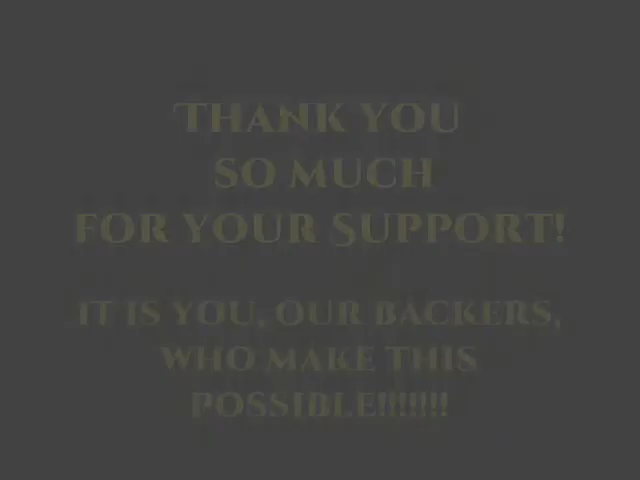 Thank you
so much
for your Support!
It is you, our backers,
who make this
possible!!!!!!!